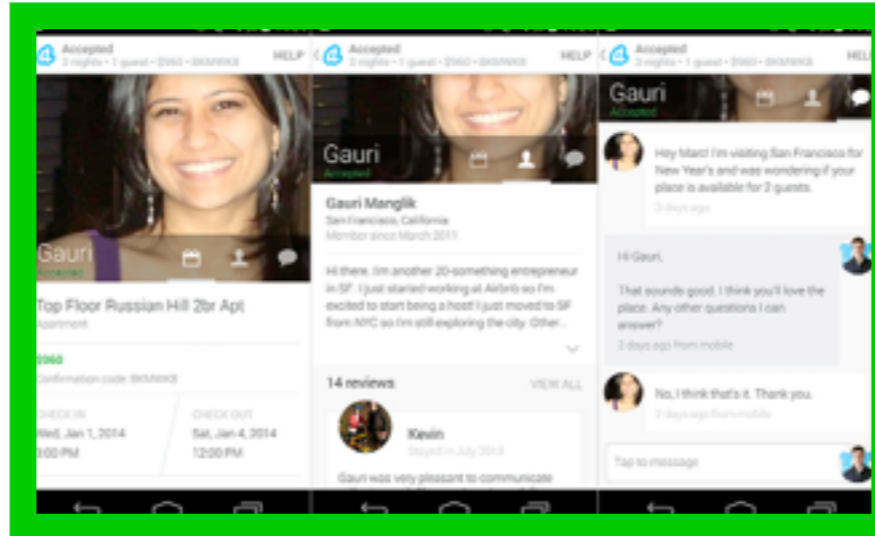 Accepted
3 nights • 1 guest • $960 • 8KMWK8
HELP
Gauri
Accepted
Top Floor Russian Hill 2br Apt
Apartment
$960
Confirmation code: 8KMWK8
CHECK IN
Wed, Jan 1, 2014
3:00 PM
CHECK OUT
Sat, Jan 4, 2014
12:00 PM
Accepted
3 nights • 1 guest • $960 • 8KMWK8
HELP
Gauri
Accepted
Gauri Manglik
San Francisco, California
Member since March 2011
Hi there. I'm another 20-something entrepreneur
in SF. I just started working at Airbnb so I'm
excited to start being a host! I just moved to SF
from NYC so I'm still exploring the city. Other...
14 reviews
VIEW ALL
Kevin
Stayed in July 2013
Gauri was very pleasant to communicate
Accepted
3 nights • 1 guest • $960 • 8KMWK8
HEL
Gauri
Accepted
Hey Marc! I'm visiting San Francisco for
New Year's and was wondering if your
place is available for 2 guests.
3 days ago
Hi Gauri,
That sounds good. I think you'll love the
place. Any other questions I can
answer?
3 days ago from mobile
No, I think that's it. Thank you.
2 days ago from mobile
Tap to message